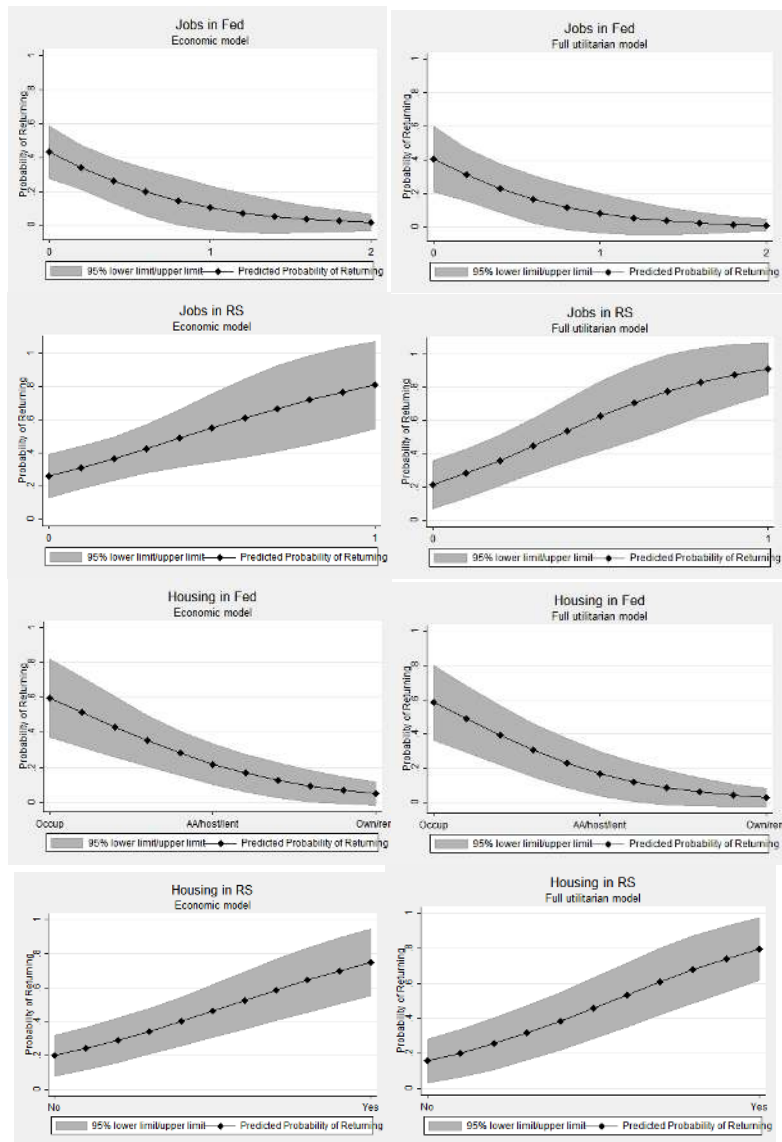 Jobs in Fed
Economic model
Probability of Returning
0 .2 .4 .6 .8 1
0 1 2
95% lower limit/upper limit Predicted Probability of Returning
Jobs in Fed
Full utilitarian model
Probability of Returning
0 .2 .4 .6 .8 1
0 1 2
95% lower limit/upper limit Predicted Probability of Returning
Jobs in RS
Economic model
Probability of Returning
0 .2 .4 .6 .8 1
0 1
95% lower limit/upper limit Predicted Probability of Returning
Jobs in RS
Full utilitarian model
Probability of Returning
0 .2 .4 .6 .8 1
0 1
95% lower limit/upper limit Predicted Probability of Returning
Housing in Fed
Economic model
Probability of Returning
0 .2 .4 .6 .8 1
Occup AA/host/lent Own/ren
95% lower limit/upper limit Predicted Probability of Returning
Housing in Fed
Full utilitarian model
Probability of Returning
0 .2 .4 .6 .8 1
Occup AA/host/lent Own/ren
95% lower limit/upper limit Predicted Probability of Returning
Housing in RS
Economic model
Probability of Returning
0 .2 .4 .6 .8 1
No Yes
95% lower limit/upper limit Predicted Probability of Returning
Housing in RS
Full utilitarian model
Probability of Returning
0 .2 .4 .6 .8 1
No Yes
95% lower limit/upper limit Predicted Probability of Returning